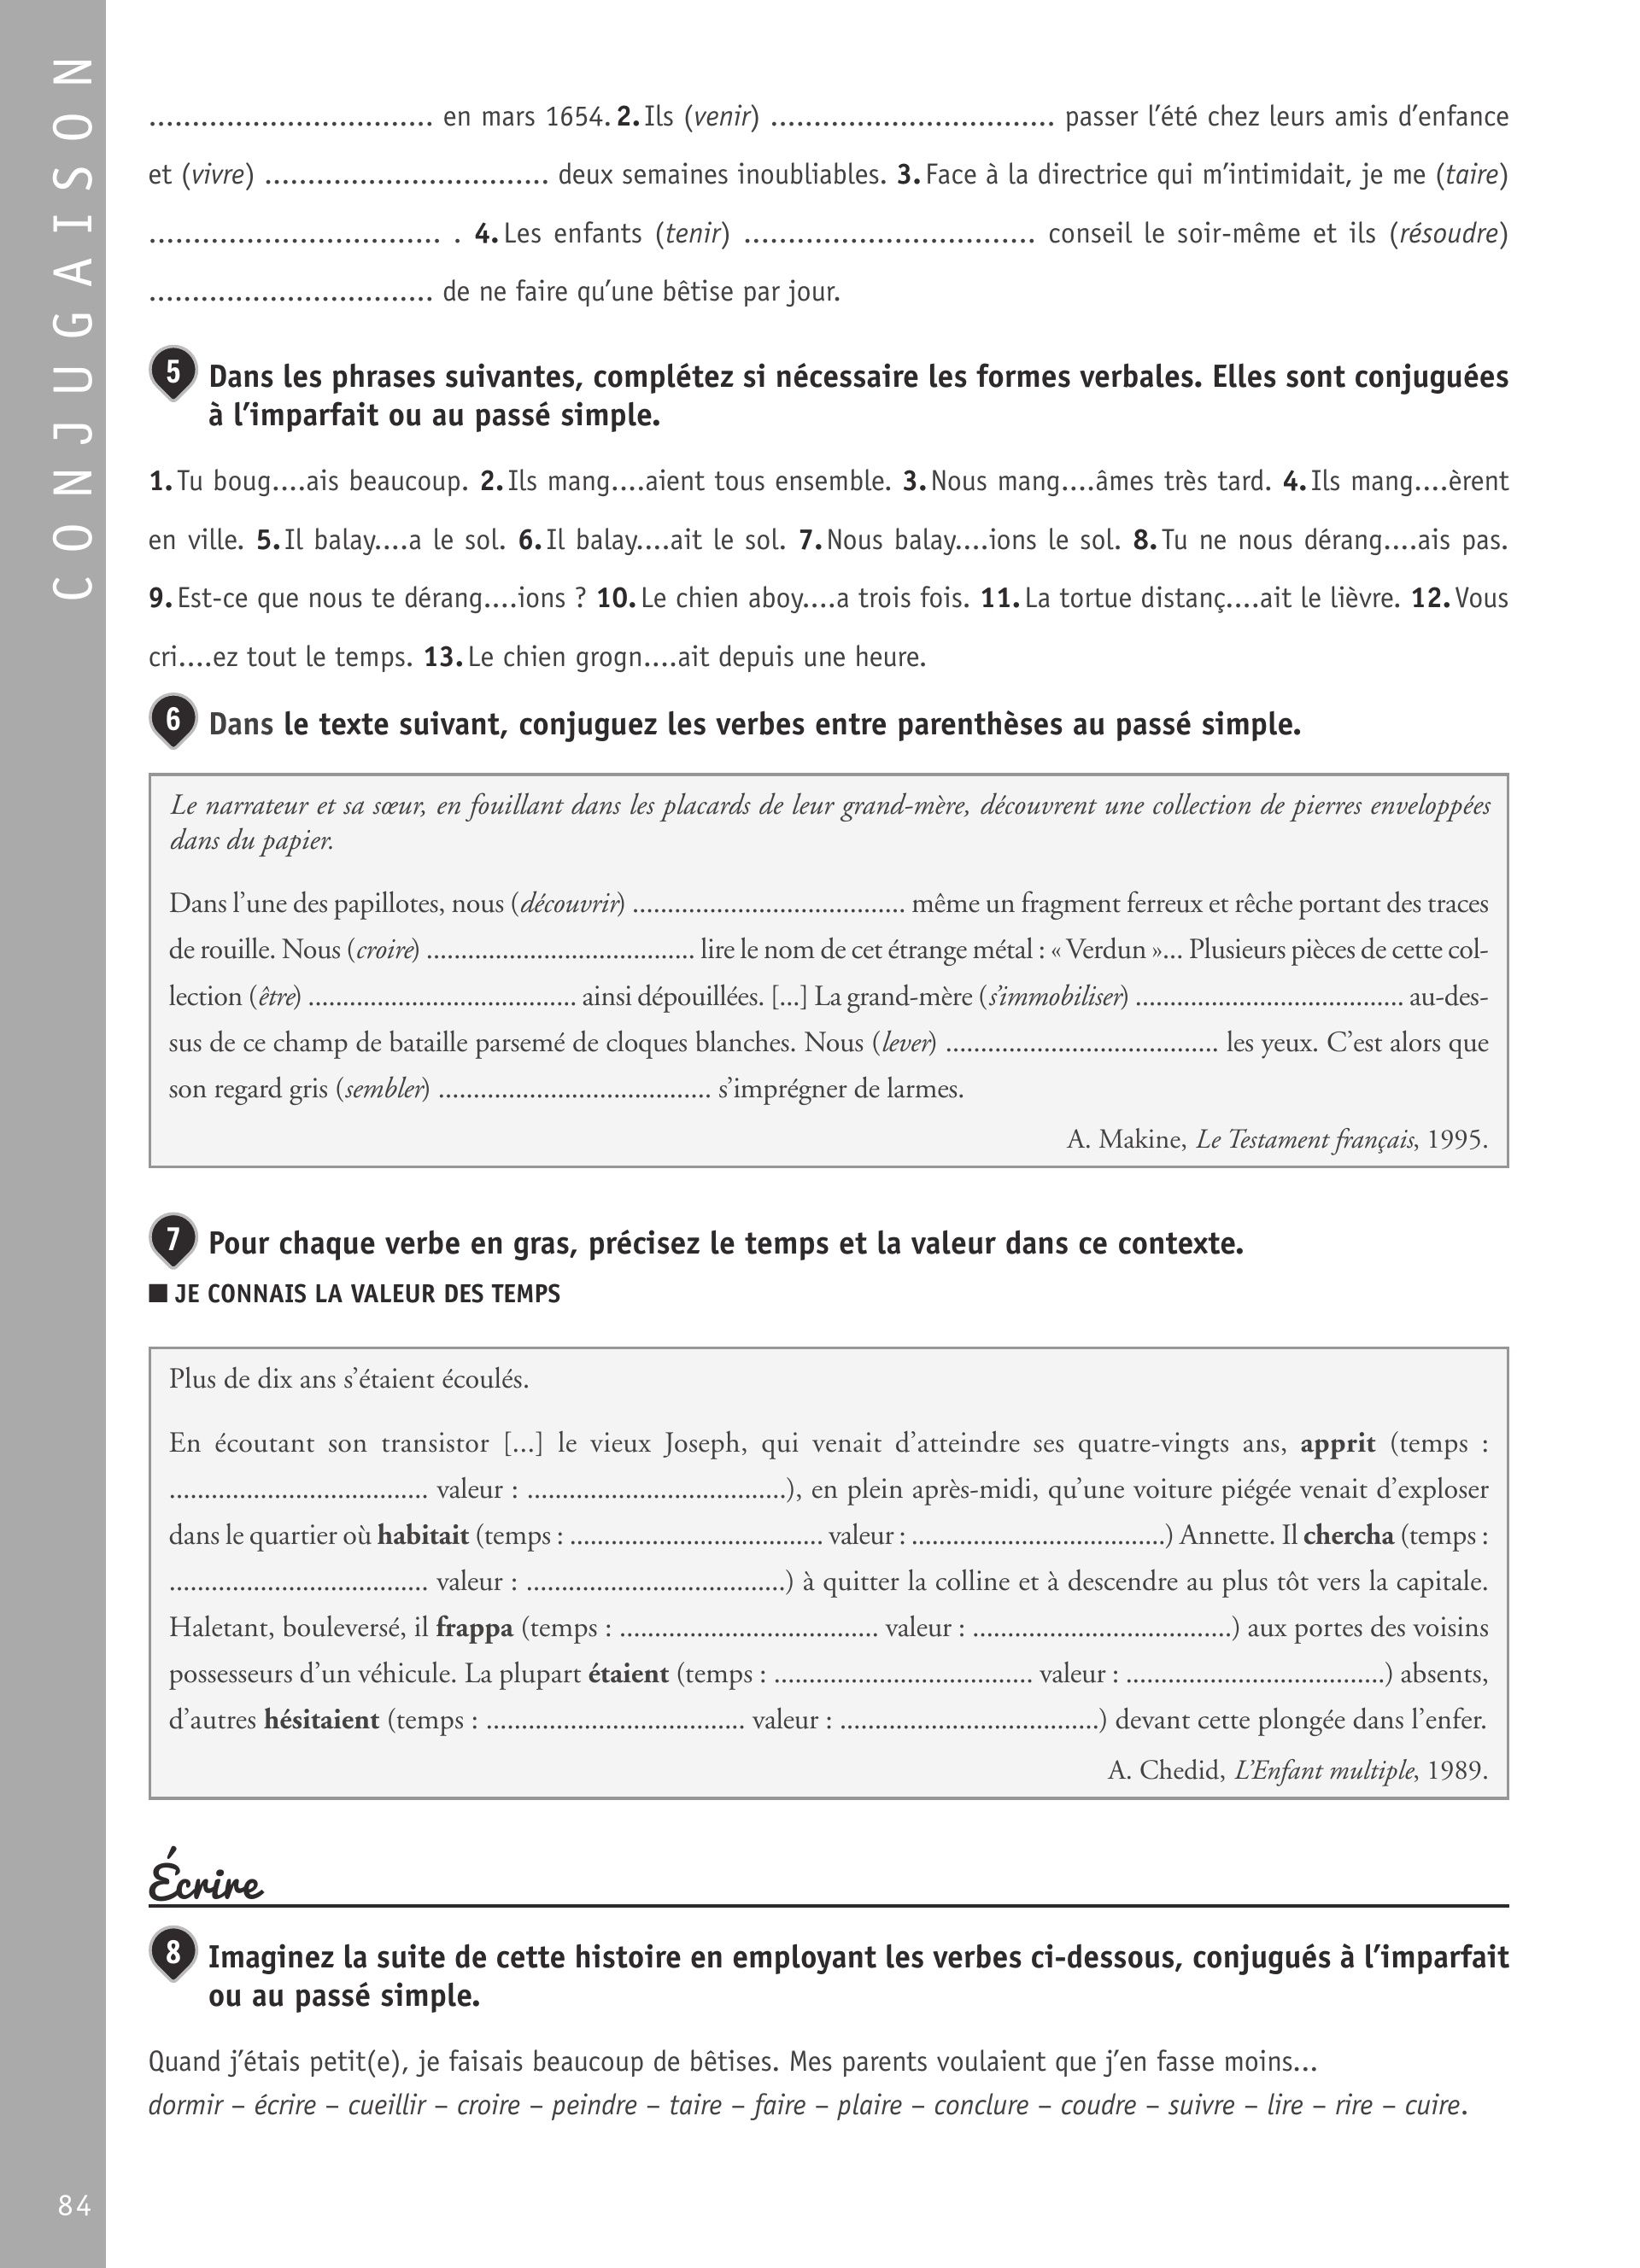 CONJUGAISON
................................. en mars 1654. 2. Ils (venir) ................................. passer l’été chez leurs amis d’enfance
et (vivre) ................................. deux semaines inoubliables. 3. Face à la directrice qui m’intimidait, je me (taire)
.................................. . 4. Les enfants (tenir) .................................. conseil le soir-même et ils (résoudre)
................................. de ne faire qu’une bêtise par jour.
5 Dans les phrases suivantes, complétez si nécessaire les formes verbales. Elles sont conjuguées
à l’imparfait ou au passé simple.
1. Tu boug....ais beaucoup. 2. Ils mang....aient tous ensemble. 3. Nous mang....âmes très tard. 4. Ils mang....èrent
en ville. 5. Il balay....a le sol. 6. Il balay....ait le sol. 7. Nous balay....ions le sol. 8. Tu ne nous dérang....ais pas.
9. Est-ce que nous te dérang....ions ? 10. Le chien aboy....a trois fois. 11. La tortue distanç....ait le lièvre. 12. Vous
cri....ez tout le temps. 13. Le chien grogn....ait depuis une heure.
6 Dans le texte suivant, conjuguez les verbes entre parenthèses au passé simple.
Le narrateur et sa sœur, en fouillant dans les placards de leur grand-mère, découvrent une collection de pierres enveloppées
dans du papier.
Dans l’une des papillotes, nous (découvrir) ....................................... même un fragment ferreux et rêche portant des traces
de rouille. Nous (croire) ...................................... lire le nom de cet étrange métal : « Verdun »... Plusieurs pièces de cette col-
lection (être) ...................................... ainsi dépouillées. [...] La grand-mère (s’immobiliser) ...................................... au-des-
sus de ce champ de bataille parsemé de cloques blanches. Nous (lever) ....................................... les yeux. C’est alors que
son regard gris (sembler) ....................................... s’imprégner de larmes.
A. Makine, Le Testament français, 1995.
7 Pour chaque verbe en gras, précisez le temps et la valeur dans ce contexte.
■ JE CONNAIS LA VALEUR DES TEMPS
Plus de dix ans s’étaient écoulés.
En écoutant son transistor [...] le vieux Joseph, qui venait d’atteindre ses quatre-vingts ans, apprit (temps :
..................................... valeur : .....................................), en plein après-midi, qu’une voiture piégée venait d’exploser
dans le quartier où habitait (temps : .................................... valeur : ....................................) Annette. Il chercha (temps :
..................................... valeur : .....................................) à quitter la colline et à descendre au plus tôt vers la capitale.
Haletant, bouleversé, il frappa (temps : ..................................... valeur : .....................................) aux portes des voisins
possesseurs d’un véhicule. La plupart étaient (temps : ..................................... valeur : .....................................) absents,
d’autres hésitaient (temps : ..................................... valeur : .....................................) devant cette plongée dans l’enfer.
A. Chedid, L’Enfant multiple, 1989.
Écrire
8 Imaginez la suite de cette histoire en employant les verbes ci-dessous, conjugués à l’imparfait
ou au passé simple.
Quand j’étais petit(e), je faisais beaucoup de bêtises. Mes parents voulaient que j’en fasse moins...
dormir – écrire – cueillir – croire – peindre – taire – faire – plaire – conclure – coudre – suivre – lire – rire – cuire.
84